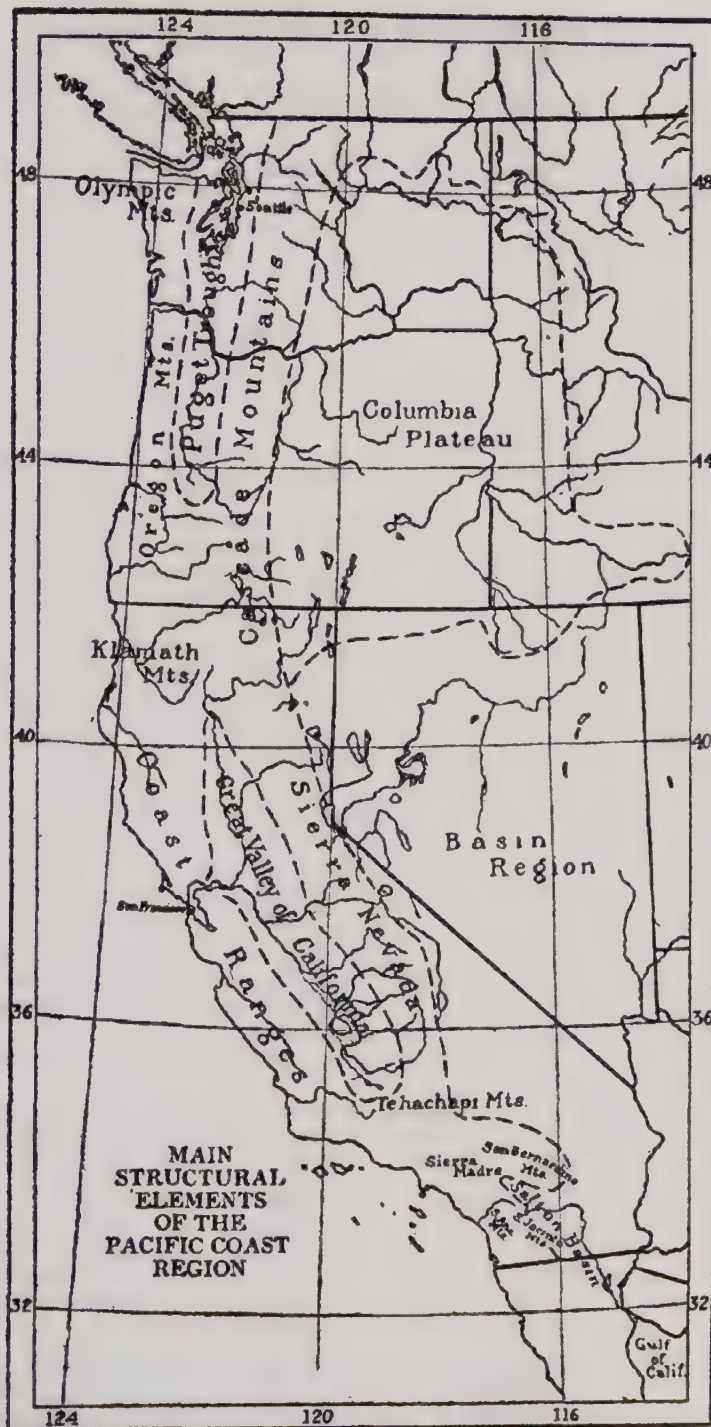 124 120 116
48 48
Olympic
Mts.
Seattle
Puget Trough
Cascade Mountains
Oregon Mts.
Columbia
Plateau
44 44
Klamath
Mts.
40 40
Coast Ranges
Great Valley of California
Sierra Nevada
Basin
Region
San Francisco
36 36
Tehachapi Mts.
San Bernardino
Mts.
Sierra
Madre
Salton Basin
S. Jacinto
Mts.
Mts.
MAIN
STRUCTURAL
ELEMENTS
OF THE
PACIFIC COAST
REGION
32 32
Gulf
of
Calif.
124 120 116